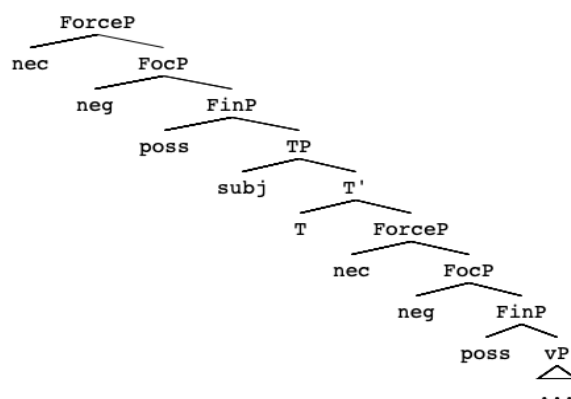 ForceP
nec FocP
neg FinP
poss TP
subj T'
T ForceP
nec FocP
neg FinP
poss vP
...